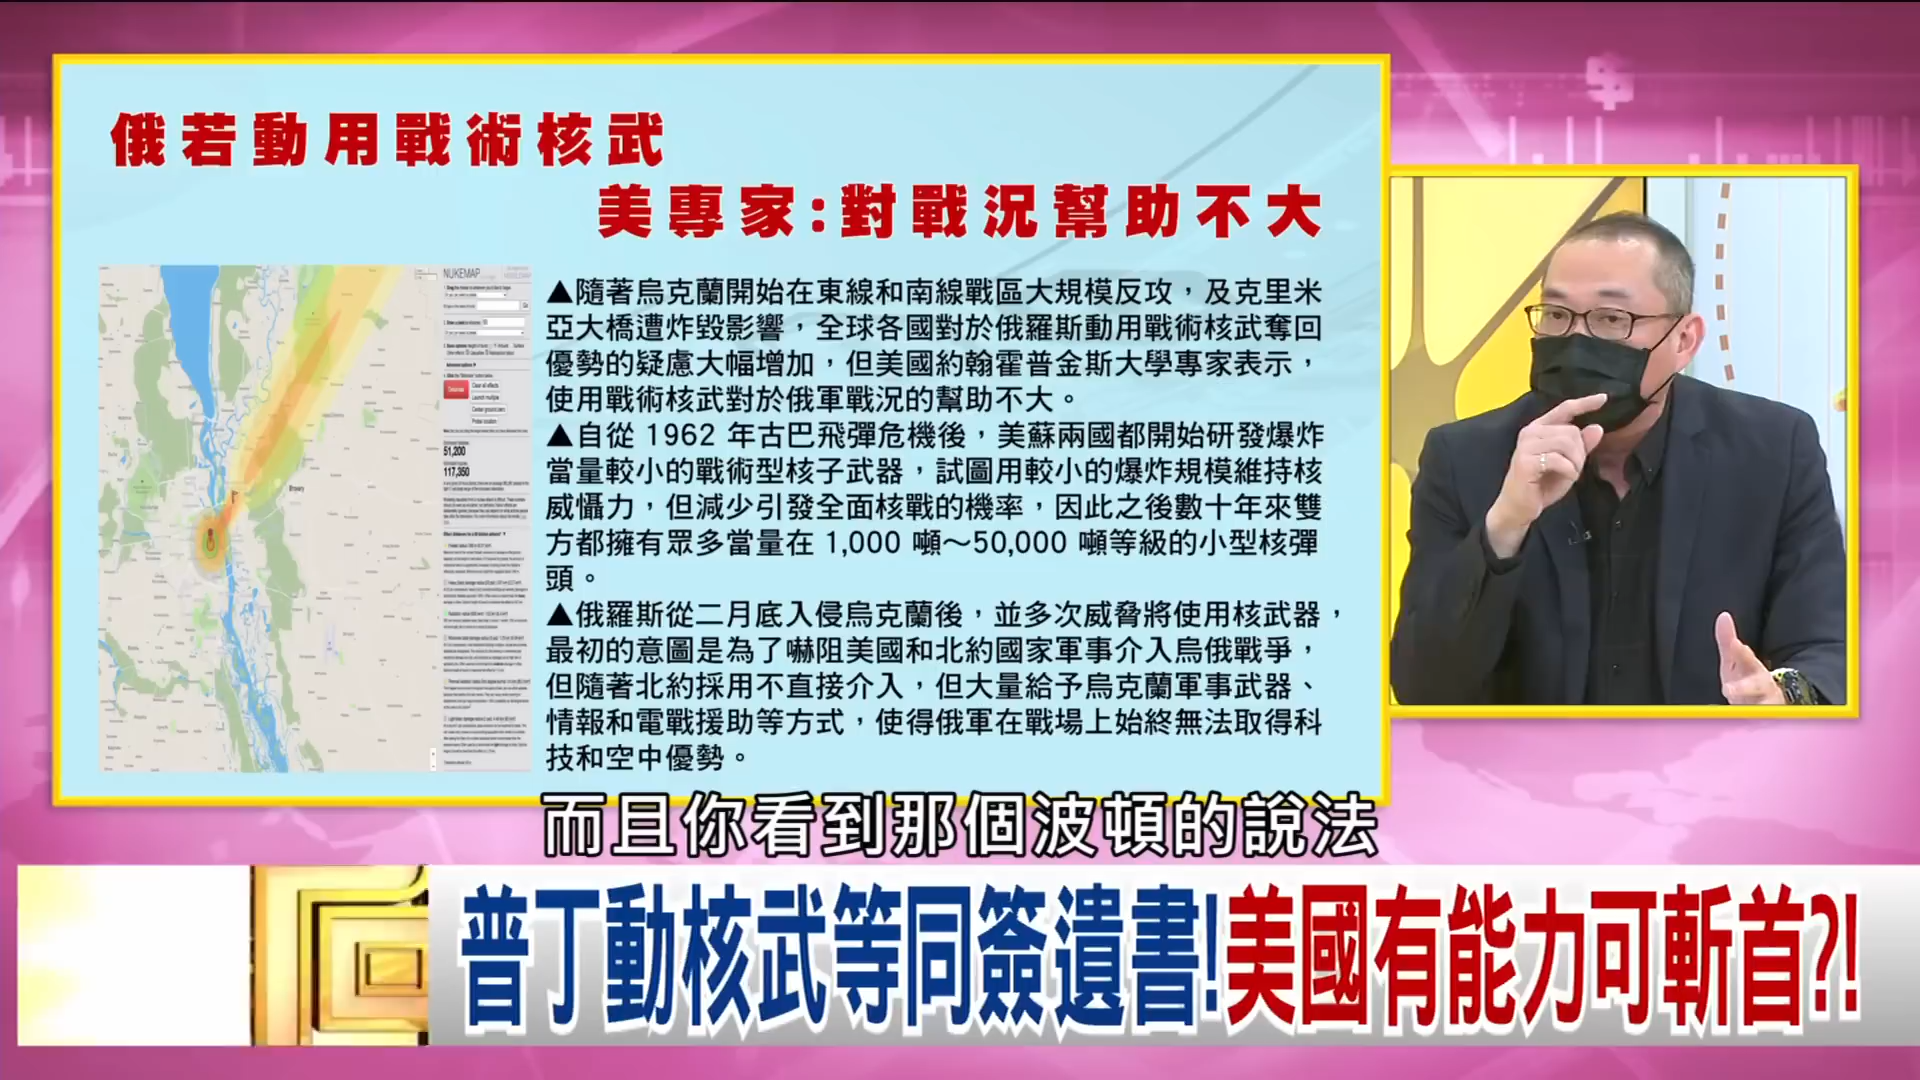 俄若動用戰術核武
美專家:對戰況幫助不大
NUKEMAP
51,200
117,350
Brovary
▲隨著烏克蘭開始在東線和南線戰區大規模反攻,及克里米
亞大橋遭炸毀影響,全球各國對於俄羅斯動用戰術核武奪回
優勢的疑慮大幅增加,但美國約翰霍普金斯大學專家表示,
使用戰術核武對於俄軍戰況的幫助不大。
▲自從 1962 年古巴飛彈危機後,美蘇兩國都開始研發爆炸
當量較小的戰術型核子武器,試圖用較小的爆炸規模維持核
威懾力,但減少引發全面核戰的機率,因此之後數十年來雙
方都擁有眾多當量在 1,000 噸~50,000 噸等級的小型核彈
頭。
▲俄羅斯從二月底入侵烏克蘭後,並多次威脅將使用核武器,
最初的意圖是為了嚇阻美國和北約國家軍事介入烏俄戰爭,
但隨著北約採用不直接介入,但大量給予烏克蘭軍事武器、
情報和電戰援助等方式,使得俄軍在戰場上始終無法取得科
技和空中優勢。
而且你看到那個波頓的說法
普丁動核武等同簽遺書!美國有能力可斬首?!